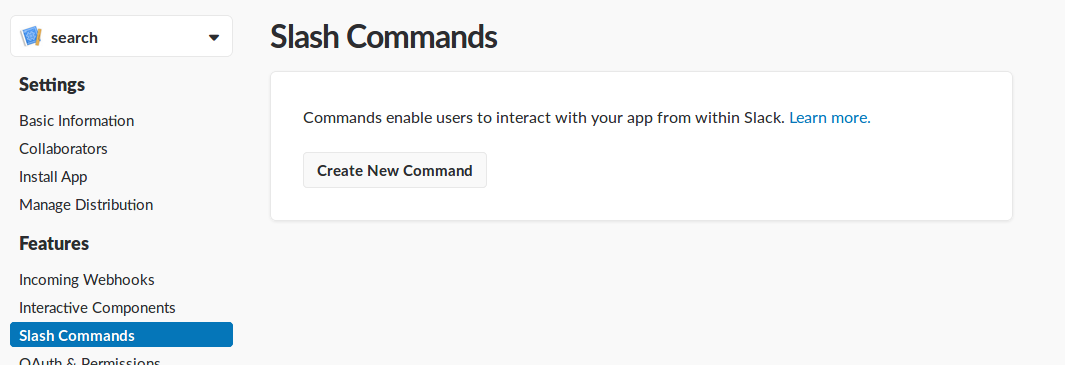 search
Settings
Basic Information
Collaborators
Install App
Manage Distribution
Features
Incoming Webhooks
Interactive Components
Slash Commands
OAuth & Permissions
Slash Commands
Commands enable users to interact with your app from within Slack. Learn more.
Create New Command